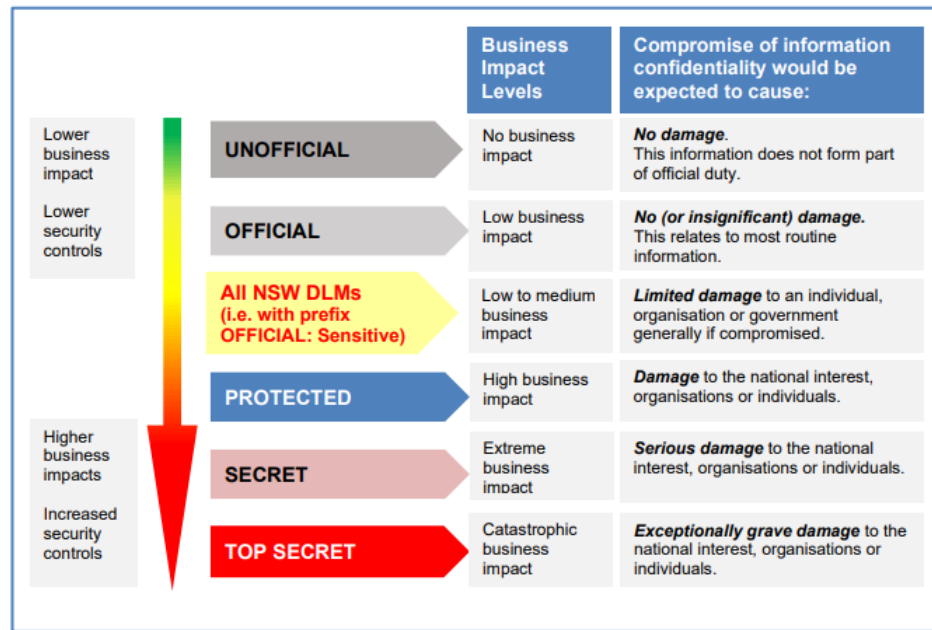 Business
Impact
Levels
Compromise of information
confidentiality would be
expected to cause:
Lower
business
impact
Lower
security
controls
UNOFFICIAL
No business
impact
No damage.
This information does not form part
of official duty.
OFFICIAL
Low business
impact
No (or insignificant) damage.
This relates to most routine
information.
All NSW DLMs
(i.e. with prefix
OFFICIAL: Sensitive)
Low to medium
business
impact
Limited damage to an individual,
organisation or government
generally if compromised.
PROTECTED
High business
impact
Damage to the national interest,
organisations or individuals.
Higher
business
impacts
Increased
security
controls
SECRET
Extreme
business
impact
Serious damage to the national
interest, organisations or individuals.
TOP SECRET
Catastrophic
business
impact
Exceptionally grave damage to the
national interest, organisations or
individuals.